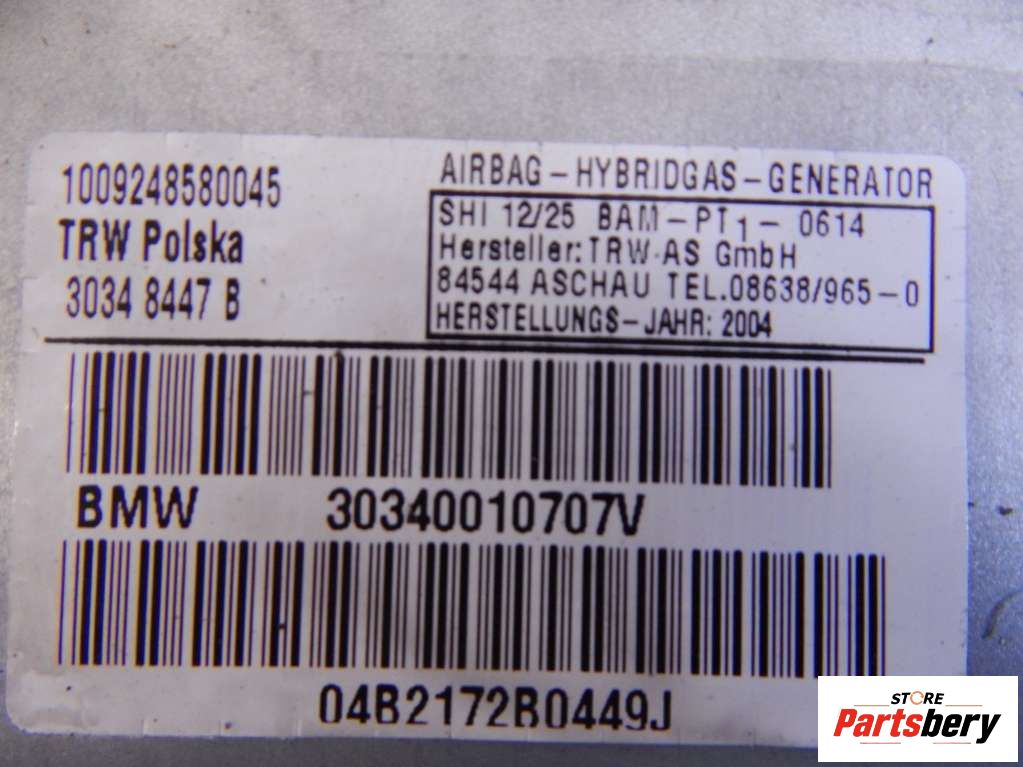 1009248580045
TRW Polska
3034 8447 B
AIRBAG-HYBRIDGAS-GENERATOR
SHI 12/25 BAM-PT1-0614
Hersteller: TRW-AS GmbH
84544 ASCHAU TEL.08638/965-0
HERSTELLUNGS-JAHR: 2004
BMW 30340010707V
04B2172B0449J
STORE
Partsbery